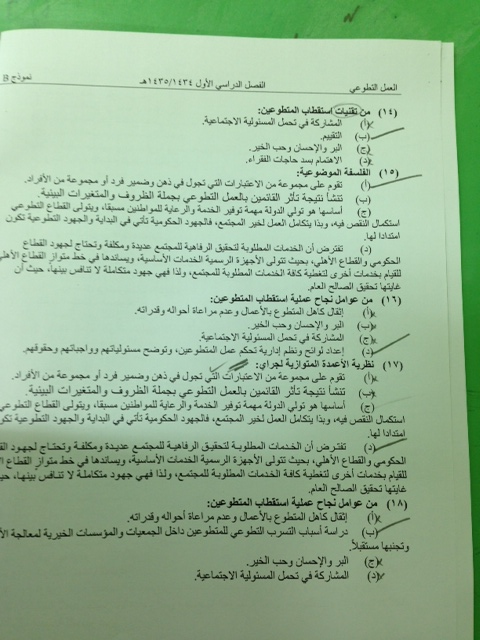 العمل التطوعي الفصل الدراسي الأول ١٤٣٥/١٤٣٤هـ نموذج B
(١٤) من تقنيات استقطاب المتطوعين:
(أ) المشاركة في تحمل المسئولية الاجتماعية.
(ب) التقييم.
(ج) البر والإحسان وحب الخير.
(د) الاهتمام بسد حاجات الفقراء.
(١٥) الفلسفة الموضوعية:
(أ) تقوم على مجموعة من الاعتبارات التي تجول في ذهن وضمير فرد أو مجموعة من الأفراد.
(ب) تنشأ نتيجة تأثر القائمين بالعمل التطوعي بجملة الظروف والمتغيرات البيئية.
(ج) أساسها هو تولى الدولة مهمة توفير الخدمة والرعاية للمواطنين مسبقا، ويتولى القطاع التطوعي
استكمال النقص فيه، وبذا يتكامل العمل لخير المجتمع، فالجهود الحكومية تأتي في البداية والجهود التطوعية تكون
امتدادا لها.
(د) تفترض أن الخدمات المطلوبة لتحقيق الرفاهية للمجتمع عديدة ومكلفة وتحتاج لجهود القطاع
الحكومي والقطاع الأهلي، بحيث تتولى الأجهزة الرسمية الخدمات الأساسية، ويساندها في خط متواز القطاع الأهلي
للقيام بخدمات أخرى لتغطية كافة الخدمات المطلوبة للمجتمع، ولذا فهي جهود متكاملة لا تنافس بينها، حيث أن
غايتها تحقيق الصالح العام.
(١٦) من عوامل نجاح عملية استقطاب المتطوعين:
(أ) إثقال كاهل المتطوع بالأعمال وعدم مراعاة أحواله وقدراته.
(ب) البر والإحسان وحب الخير.
(ج) المشاركة في تحمل المسئولية الاجتماعية.
(د) إعداد لوائح ونظم إدارية تحكم عمل المتطوعين، وتوضح مسئولياتهم وواجباتهم وحقوقهم.
(١٧) نظرية الأعمدة المتوازية لجراي:
(أ) تقوم على مجموعة من الاعتبارات التي تجول في ذهن وضمير فرد أو مجموعة من الأفراد.
(ب) تنشأ نتيجة تأثر القائمين بالعمل التطوعي بجملة الظروف والمتغيرات البيئية.
(ج) أساسها هو تولى الدولة مهمة توفير الخدمة والرعاية للمواطنين مسبقا، ويتولى القطاع التطوعي
استكمال النقص فيه، وبذا يتكامل العمل لخير المجتمع، فالجهود الحكومية تأتي في البداية والجهود التطوعية تكون
امتدادا لها.
(د) تفترض أن الخدمات المطلوبة لتحقيق الرفاهية للمجتمع عديدة ومكلفة وتحتاج لجهود
الحكومي والقطاع الأهلي، بحيث تتولى الأجهزة الرسمية الخدمات الأساسية، ويساندها في خط متواز القطاع
للقيام بخدمات أخرى لتغطية كافة الخدمات المطلوبة للمجتمع، ولذا فهي جهود متكاملة لا تنافس بينها،
غايتها تحقيق الصالح العام.
(١٨) من عوامل نجاح عملية استقطاب المتطوعين:
(أ) إثقال كاهل المتطوع بالأعمال وعدم مراعاة أحواله وقدراته.
(ب) دراسة أسباب التسرب التطوعي للمتطوعين داخل الجمعيات والمؤسسات الخيرية لمعالجة
وتجنبها مستقبلاً.
(ج) البر والإحسان وحب الخير.
(د) المشاركة في تحمل المسئولية الاجتماعية.